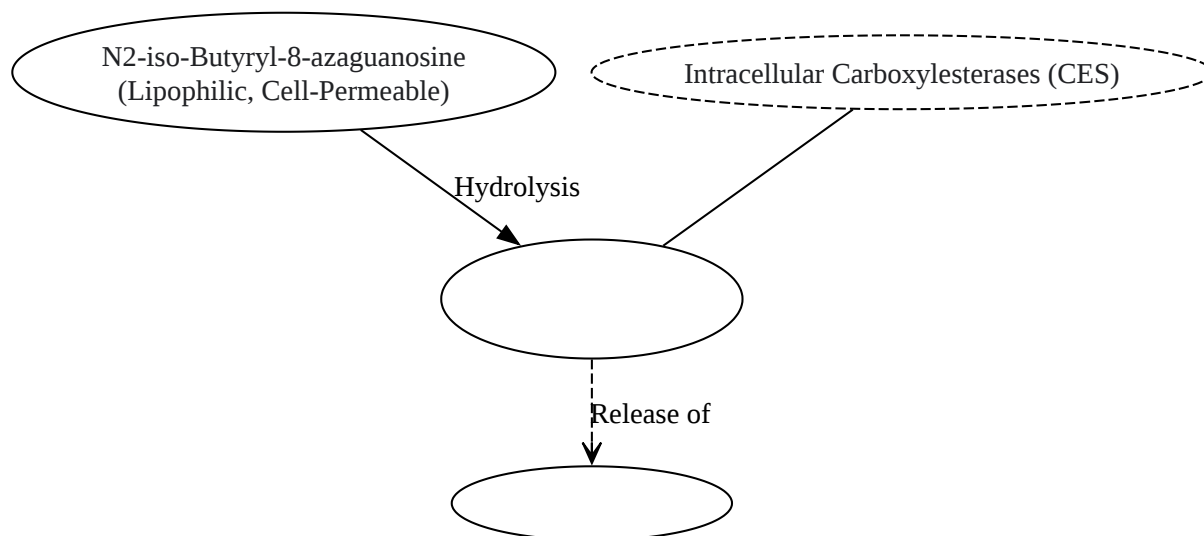 N2-iso-Butyryl-8-azaguanosine
(Lipophilic, Cell-Permeable)
Intracellular Carboxylesterases (CES)
Hydrolysis
Release of